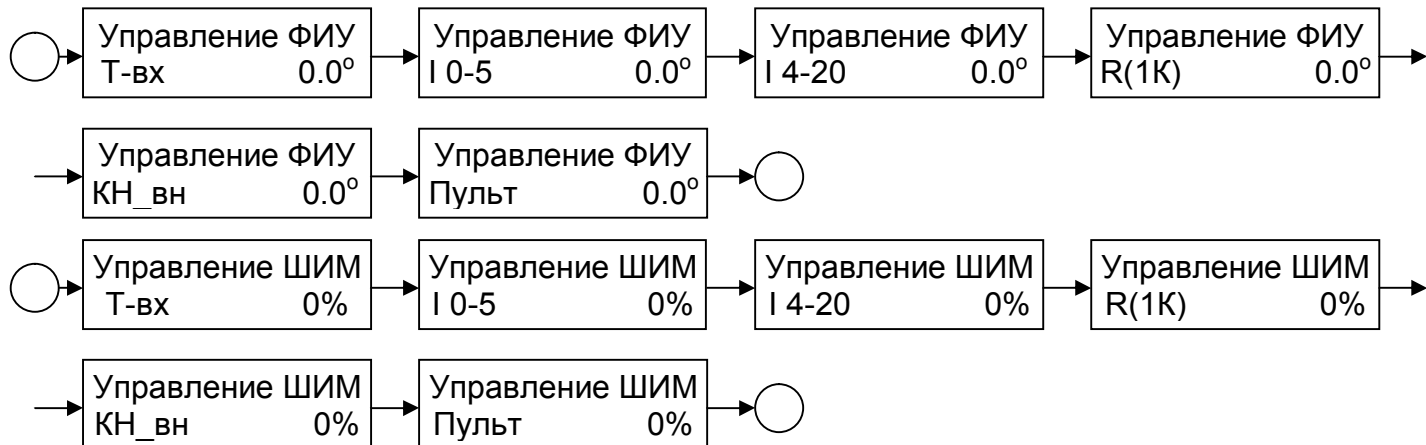 Управление ФИУ Управление ФИУ Управление ФИУ Управление ФИУ
Т-вх 0.0° I 0-5 0.0° I 4-20 0.0° R(1К) 0.0°
Управление ФИУ Управление ФИУ
КН_вн 0.0° Пульт 0.0°
Управление ШИМ Управление ШИМ Управление ШИМ Управление ШИМ
Т-вх 0% I 0-5 0% I 4-20 0% R(1К) 0%
Управление ШИМ Управление ШИМ
КН_вн 0% Пульт 0%